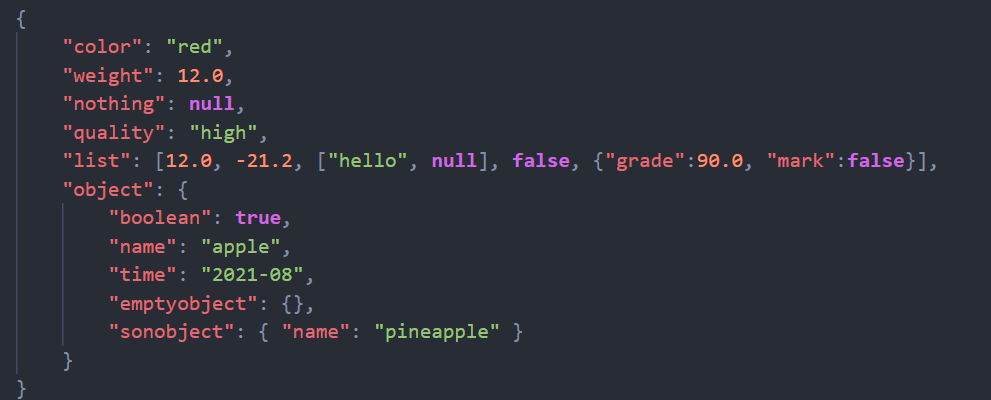 {
    "color": "red",
    "weight": 12.0,
    "nothing": null,
    "quality": "high",
    "list": [12.0, -21.2, ["hello", null], false, {"grade":90.0, "mark":false}],
    "object": {
        "boolean": true,
        "name": "apple",
        "time": "2021-08",
        "emptyobject": {},
        "sonobject": { "name": "pineapple" }
    }
}